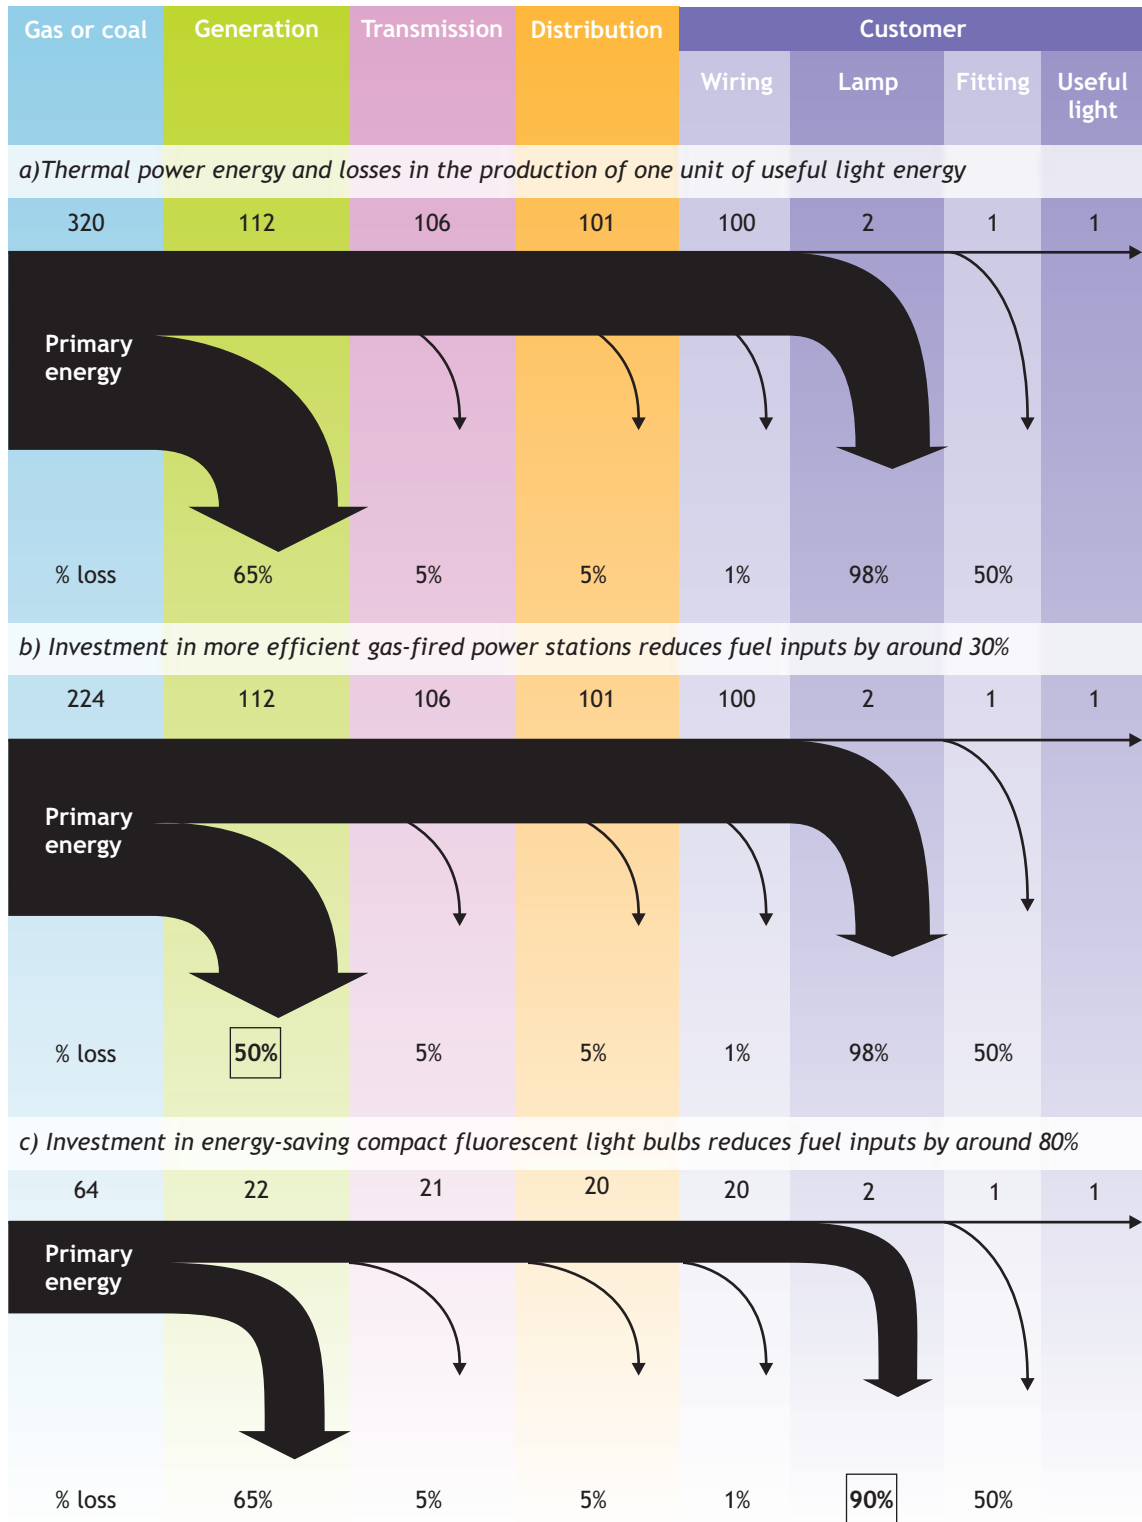 Gas or coal Generation Transmission Distribution Customer
Wiring Lamp Fitting Useful
light
a)Thermal power energy and losses in the production of one unit of useful light energy
320 112 106 101 100 2 1 1
Primary
energy
% loss 65% 5% 5% 1% 98% 50%
b) Investment in more efficient gas-fired power stations reduces fuel inputs by around 30%
224 112 106 101 100 2 1 1
Primary
energy
% loss 50% 5% 5% 1% 98% 50%
c) Investment in energy-saving compact fluorescent light bulbs reduces fuel inputs by around 80%
64 22 21 20 20 2 1 1
Primary
energy
% loss 65% 5% 5% 1% 90% 50%